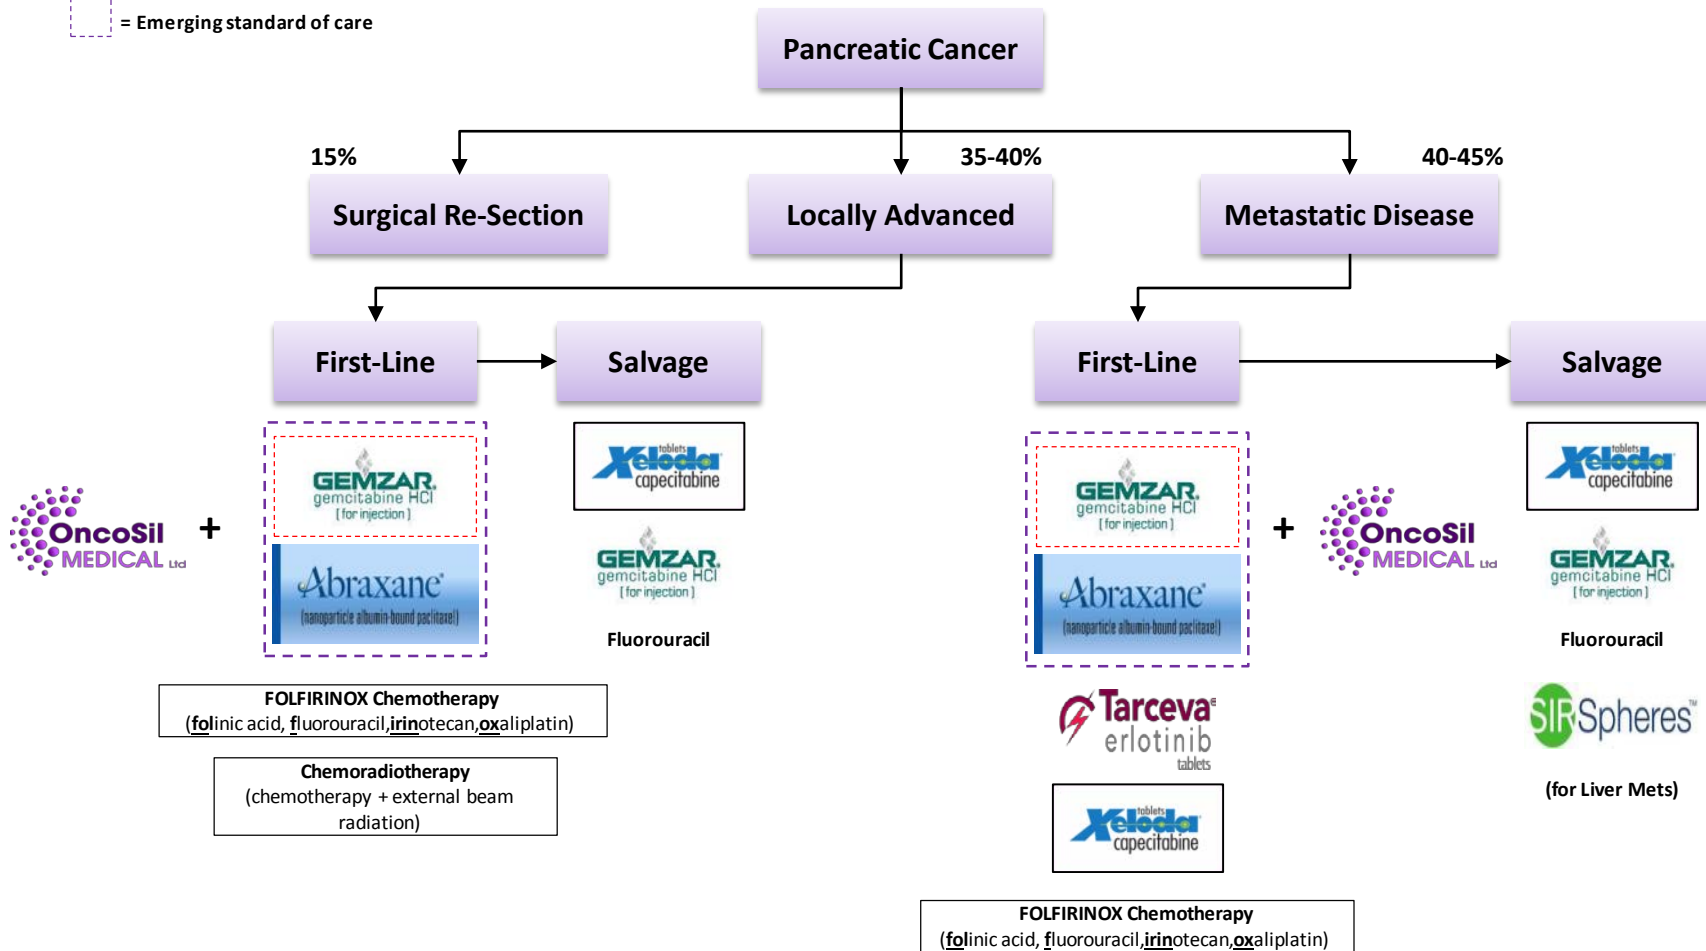 = Emerging standard of care
Pancreatic Cancer
15%
35-40%
40-45%
Surgical Re-Section
Locally Advanced
Metastatic Disease
First-Line
Salvage
First-Line
Salvage
OncoSil
MEDICAL Ltd
+
GEMZAR®
gemcitabine HCl
[for injection]
Abraxane®
(nanoparticle albumin-bound paclitaxel)
tablets
Xeloda®
capecitabine
GEMZAR®
gemcitabine HCl
[for injection]
Fluorouracil
FOLFIRINOX Chemotherapy
(folinic acid, fluorouracil,irinotecan,oxaliplatin)
Chemoradiotherapy
(chemotherapy + external beam
radiation)
GEMZAR®
gemcitabine HCl
[for injection]
Abraxane®
(nanoparticle albumin-bound paclitaxel)
+
OncoSil
MEDICAL Ltd
Tarceva®
erlotinib
tablets
tablets
Xeloda®
capecitabine
FOLFIRINOX Chemotherapy
(folinic acid, fluorouracil,irinotecan,oxaliplatin)
tablets
Xeloda®
capecitabine
GEMZAR®
gemcitabine HCl
[for injection]
Fluorouracil
SIRSpheres™
(for Liver Mets)